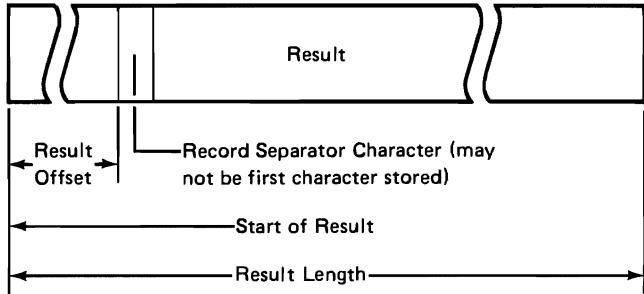 Result
Result
Offset
Record Separator Character (may
not be first character stored)
Start of Result
Result Length